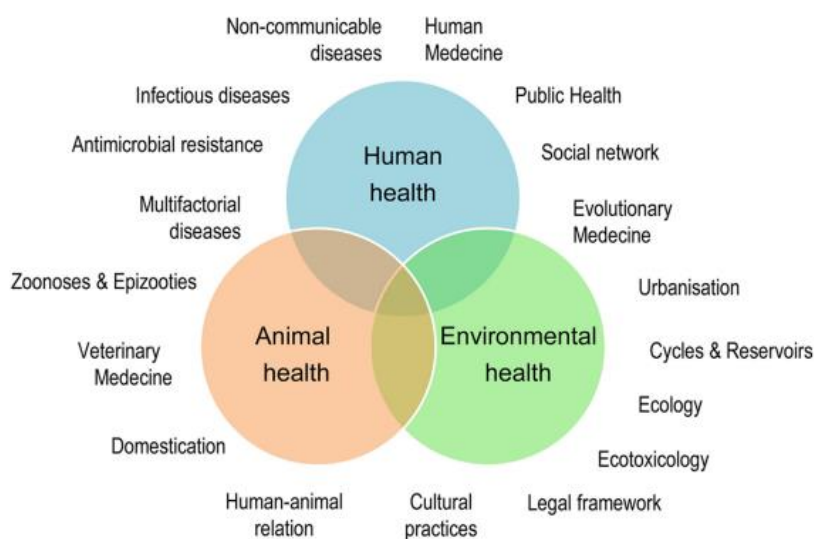 Non-communicable
diseases
Human
Medecine
Infectious diseases
Public Health
Antimicrobial resistance
Social network
Human
health
Multifactorial
diseases
Evolutionary
Medecine
Zoonoses & Epizooties
Urbanisation
Animal
health
Environmental
health
Veterinary
Medecine
Cycles & Reservoirs
Ecology
Domestication
Ecotoxicology
Human-animal
relation
Cultural
practices
Legal framework